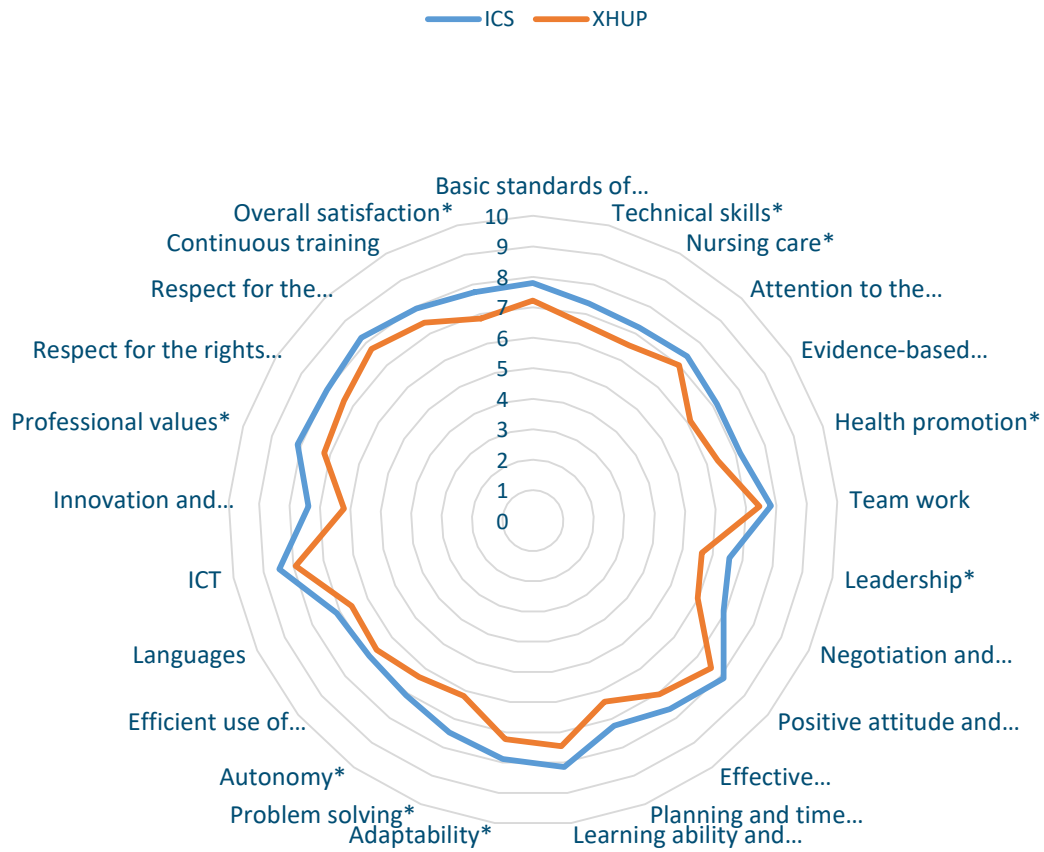 ICS
XHUP
Basic standards of...
Technical skills*
Nursing care*
Attention to the...
Evidence-based...
Health promotion*
Team work
Leadership*
Negotiation and...
Positive attitude and...
Effective...
Planning and time...
Learning ability and...
Adaptability*
Problem solving*
Autonomy*
Efficient use of...
Languages
ICT
Innovation and...
Professional values*
Respect for the rights...
Respect for the...
Continuous training
Overall satisfaction*
10
9
8
7
6
5
4
3
2
1
0